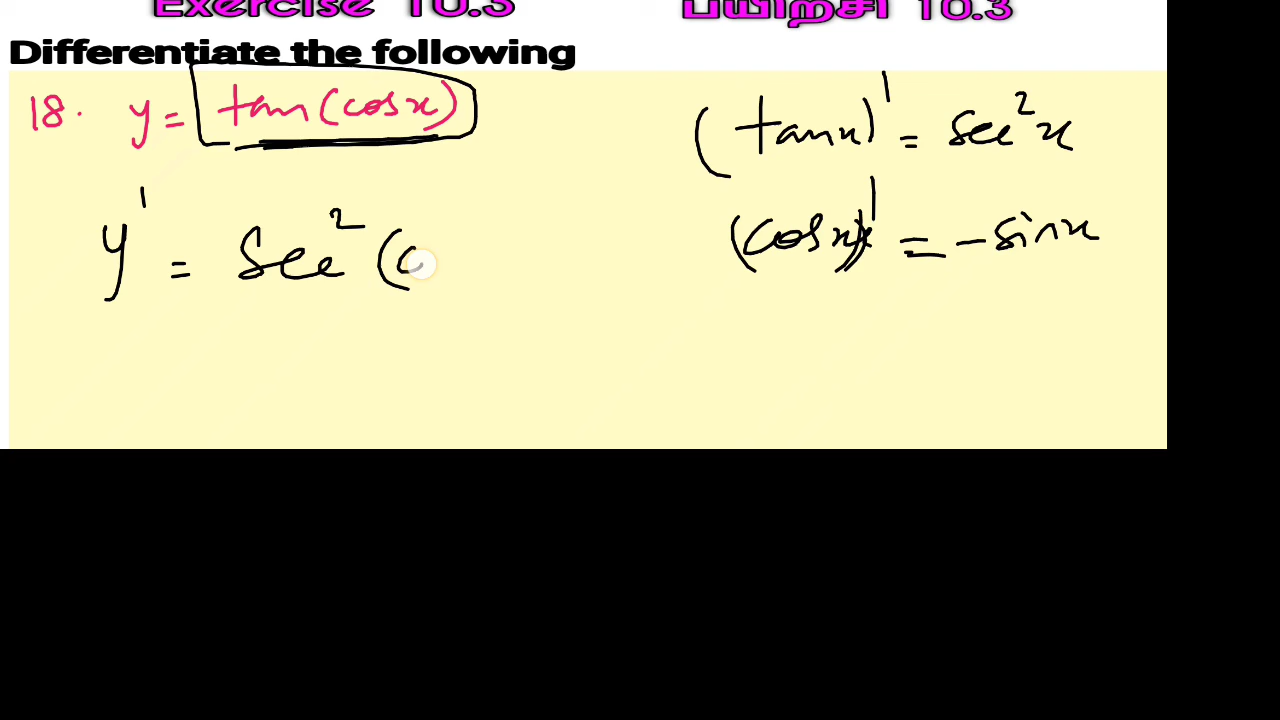 Exercise 10.3 பயிற்சி 10.3
Differentiate the following
18. y = tan(cosx)
(tanx)' = sec²x
y' = Sec² (c
(cosx)' = -sinx